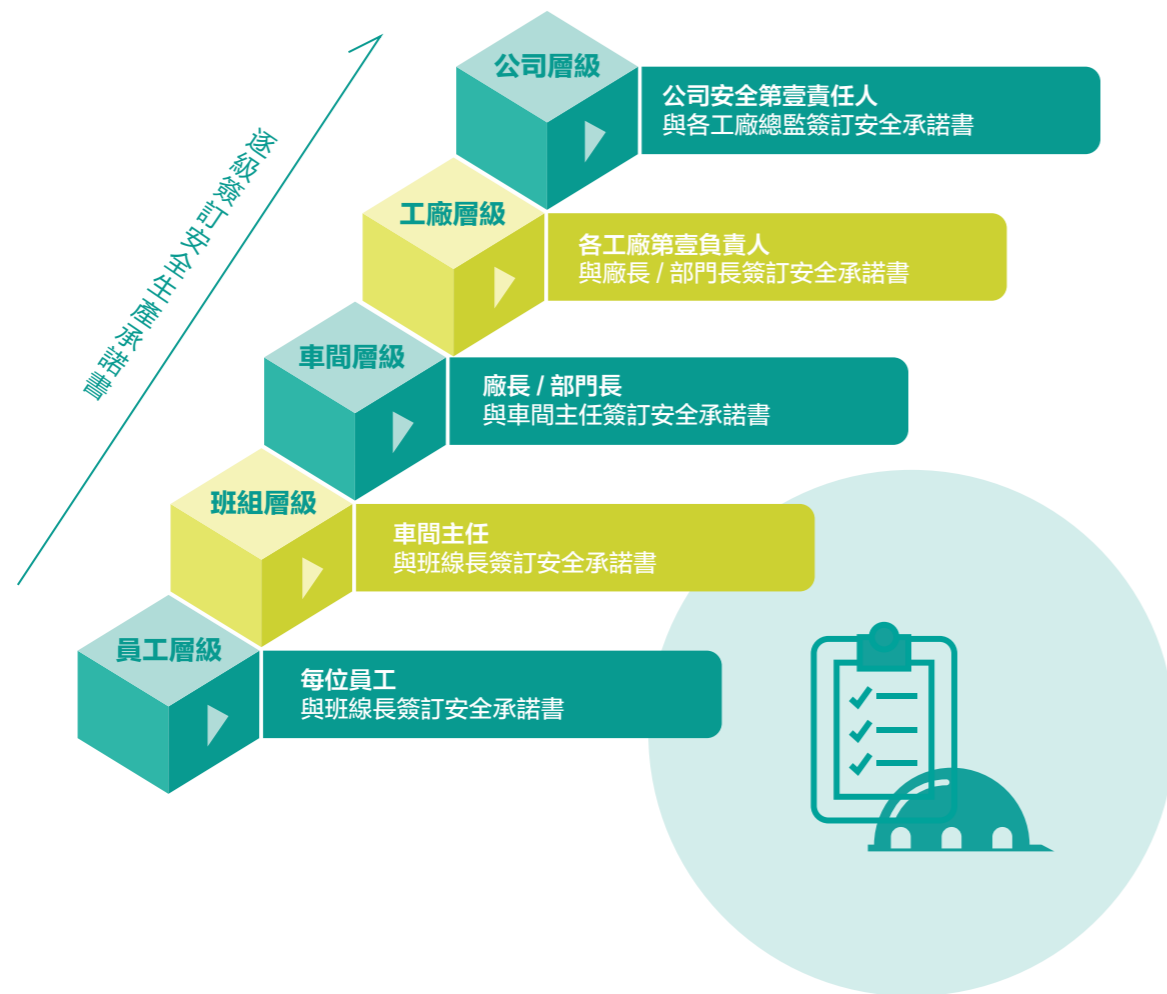 公司層級
公司安全第壹責任人
與各工廠總監簽訂安全承諾書
逐級簽訂安全生產承諾書
工廠層級
各工廠第壹負責人
與廠長 / 部門長簽訂安全承諾書
車間層級
廠長 / 部門長
與車間主任簽訂安全承諾書
班組層級
車間主任
與班線長簽訂安全承諾書
員工層級
每位員工
與班線長簽訂安全承諾書